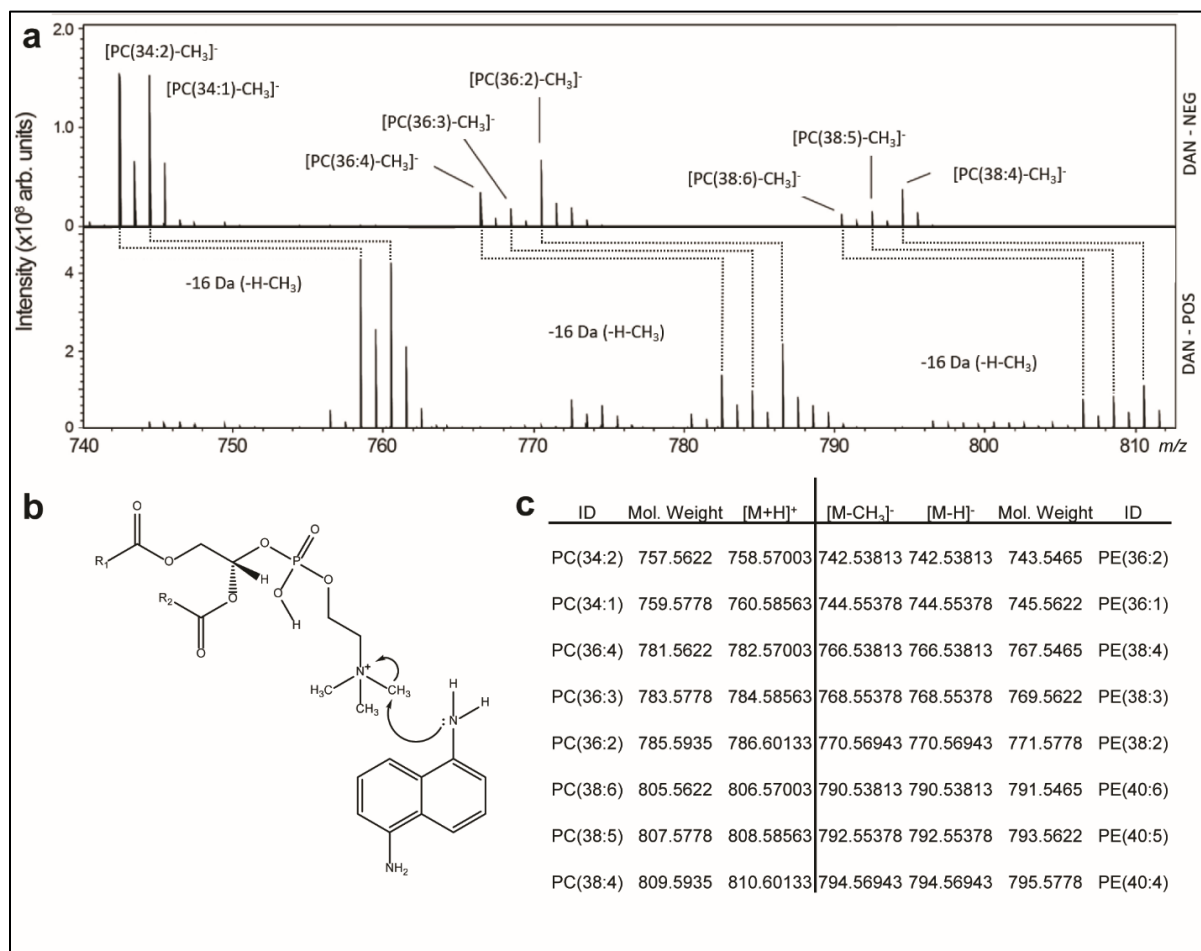 a
2.0
1.0
0
4
2
0
Intensity (x10⁸ arb. units)
[PC(34:2)-CH₃]⁻
[PC(34:1)-CH₃]⁻
[PC(36:2)-CH₃]⁻
[PC(36:3)-CH₃]⁻
[PC(36:4)-CH₃]⁻
[PC(38:5)-CH₃]⁻
[PC(38:6)-CH₃]⁻
[PC(38:4)-CH₃]⁻
DAN - NEG
-16 Da (-H-CH₃)
-16 Da (-H-CH₃)
-16 Da (-H-CH₃)
DAN - POS
740 750 760 770 780 790 800 810 m/z
b
O
R₁
O
O
O
P
H
O
O
R₂
O
H
O
N⁺
H₃C
CH₃
CH₃
H
H
:N
NH₂
c
ID Mol. Weight [M+H]⁺ [M-CH₃]⁻ [M-H]⁻ Mol. Weight ID
PC(34:2) 757.5622 758.57003 742.53813 742.53813 743.5465 PE(36:2)
PC(34:1) 759.5778 760.58563 744.55378 744.55378 745.5622 PE(36:1)
PC(36:4) 781.5622 782.57003 766.53813 766.53813 767.5465 PE(38:4)
PC(36:3) 783.5778 784.58563 768.55378 768.55378 769.5622 PE(38:3)
PC(36:2) 785.5935 786.60133 770.56943 770.56943 771.5778 PE(38:2)
PC(38:6) 805.5622 806.57003 790.53813 790.53813 791.5465 PE(40:6)
PC(38:5) 807.5778 808.58563 792.55378 792.55378 793.5622 PE(40:5)
PC(38:4) 809.5935 810.60133 794.56943 794.56943 795.5778 PE(40:4)